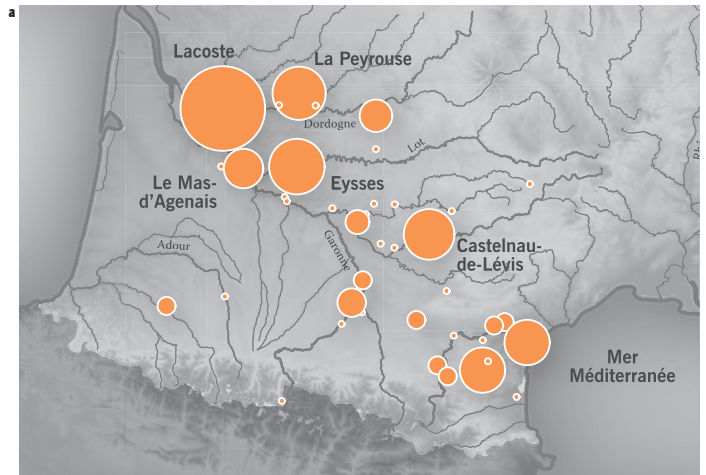 a
Lacoste
La Peyrouse
Dordogne
Lot
Le Mas-
d'Agenais
Eysses
Adour
Garonne
Castelnau-
de-Lévis
Mer
Méditerranée